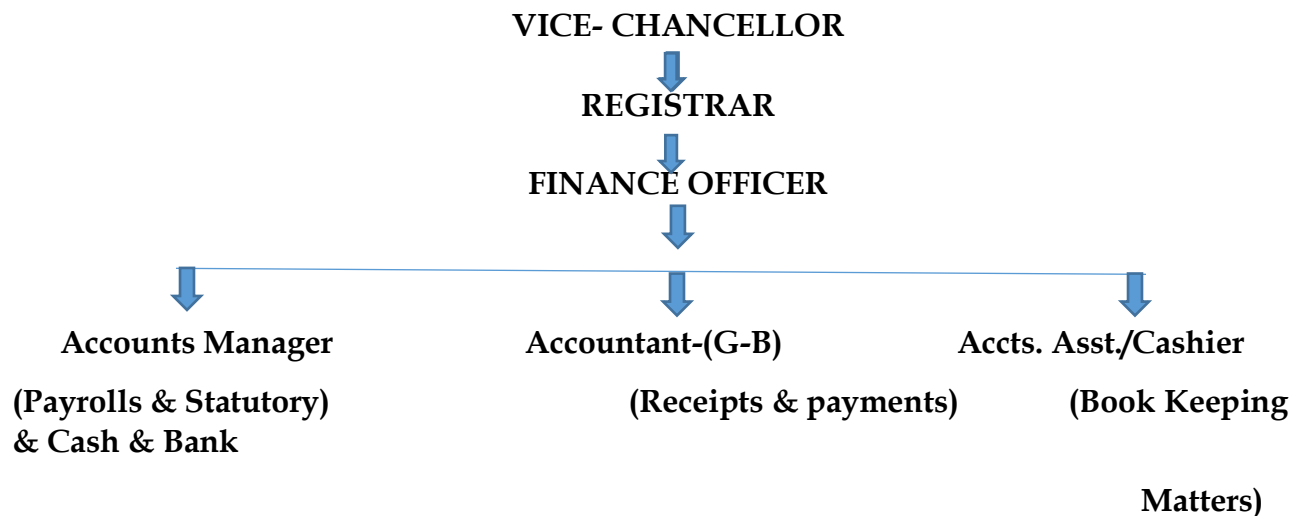 VICE- CHANCELLOR
REGISTRAR
FINANCE OFFICER
Accounts Manager Accountant-(G-B) Accts. Asst./Cashier
(Payrolls & Statutory) (Receipts & payments) (Book Keeping
& Cash & Bank
Matters)